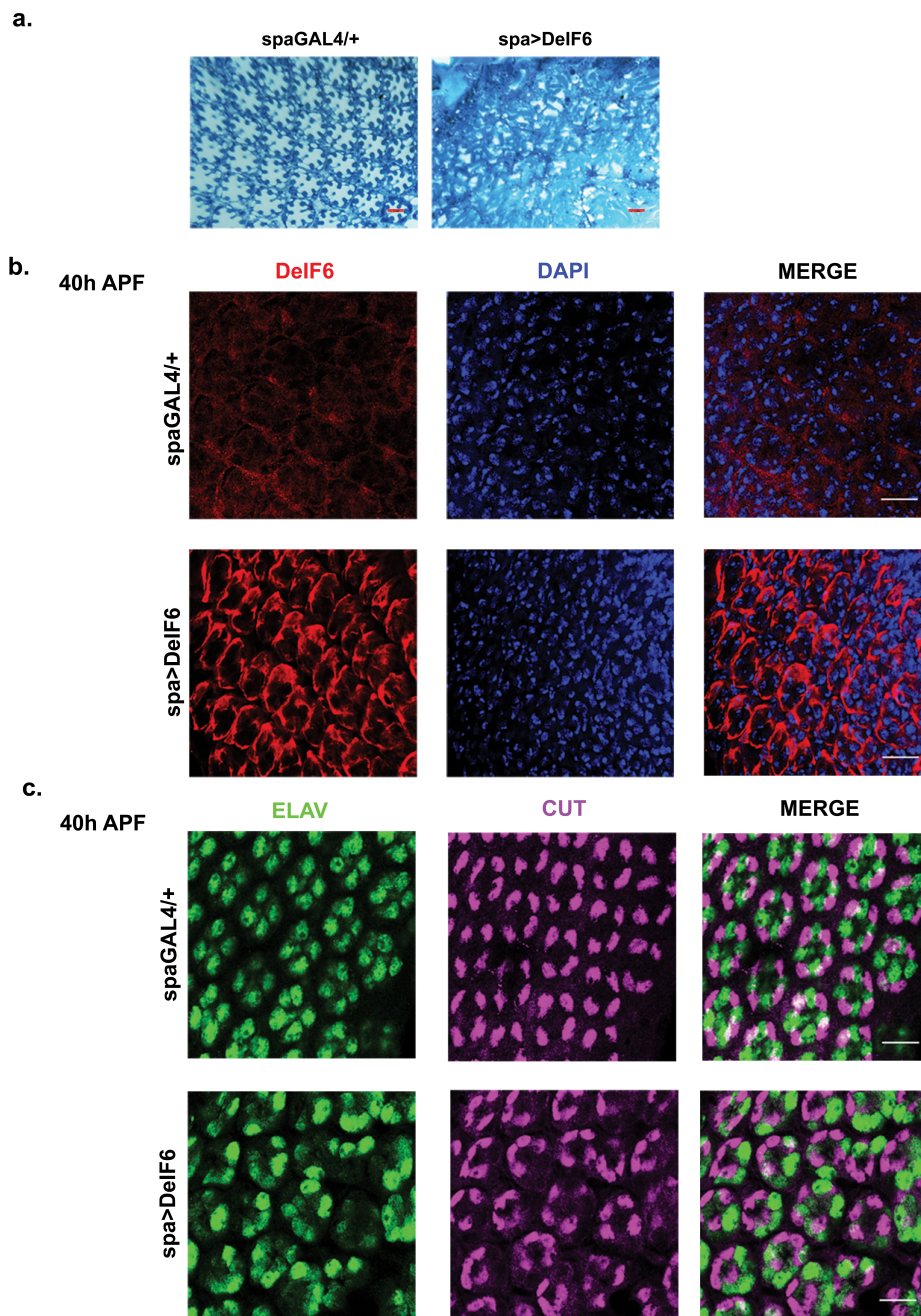 a.
spaGAL4/+ spa>DeIF6
b.
40h APF
DeIF6 DAPI MERGE
spaGAL4/+
spa>DeIF6
c.
40h APF
ELAV CUT MERGE
spaGAL4/+
spa>DeIF6